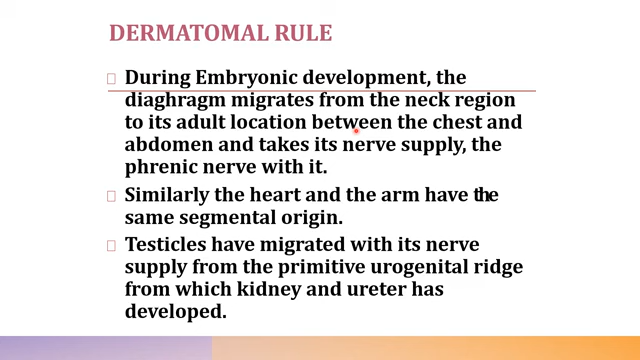 DERMATOMAL RULE
During Embryonic development, the
diaghragm migrates from the neck region
to its adult location between the chest and
abdomen and takes its nerve supply, the
phrenic nerve with it.
Similarly the heart and the arm have the
same segmental origin.
Testicles have migrated with its nerve
supply from the primitive urogenital ridge
from which kidney and ureter has
developed.